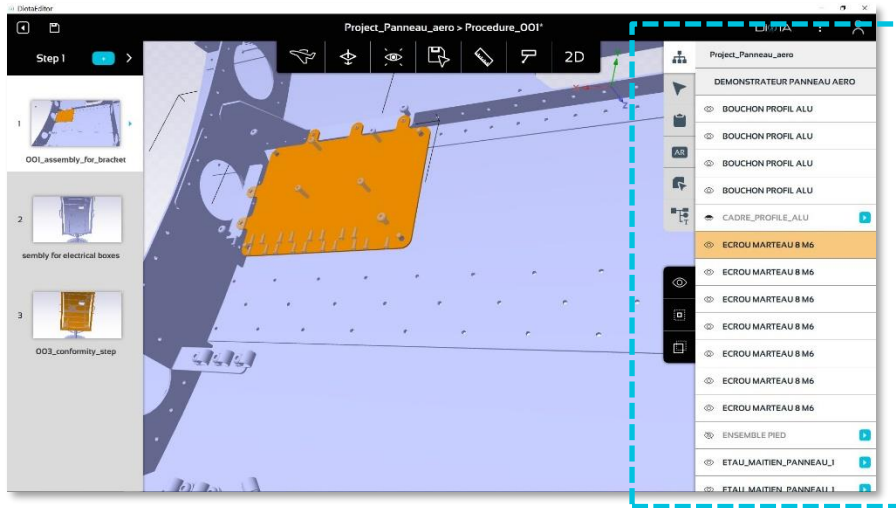 DiotaEditor
Project_Panneau_aero > Procedure_001*
DIOTA
Step 1
2D
Project_Panneau_aero
DEMONSTRATEUR PANNEAU AERO
1
001_assembly_for_bracket
2
sembly for electrical boxes
3
003_conformity_step
AR
T
BOUCHON PROFIL ALU
BOUCHON PROFIL ALU
BOUCHON PROFIL ALU
BOUCHON PROFIL ALU
CADRE_PROFILE_ALU
ECROU MARTEAU 8 M6
ECROU MARTEAU 8 M6
ECROU MARTEAU 8 M6
ECROU MARTEAU 8 M6
ECROU MARTEAU 8 M6
ECROU MARTEAU 8 M6
ECROU MARTEAU 8 M6
ENSEMBLE PIED
ETAU_MAITIEN_PANNEAU_1
ETAU_MAITIEN_PANNEAU_1